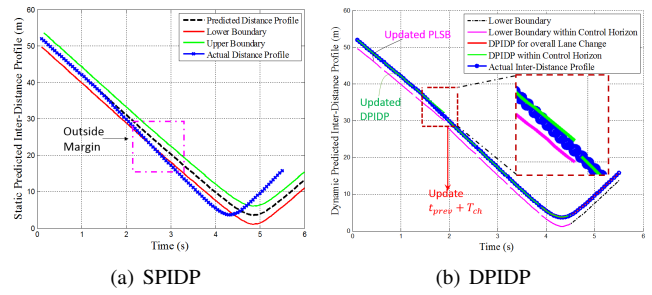 Static Predicted Inter-Distance Profile (m)
60
50
40
30
20
10
0
0
1
2
3
4
5
6
Time (s)
Predicted Distance Profile
Lower Boundary
Upper Boundary
Actual Distance Profile
Outside
Margin
(a) SPIDP
Dynamic Predicted Inter-Distance Profile (m)
60
50
40
30
20
10
0
0
1
2
3
4
5
6
Time (s)
Updated PLSB
Lower Boundary
Lower Boundary within Control Horizon
DPIDP for overall Lane Change
DPIDP within Control Horizon
Actual Inter-Distance Profile
Updated
DPIDP
Update
t_prev + T_ch
(b) DPIDP